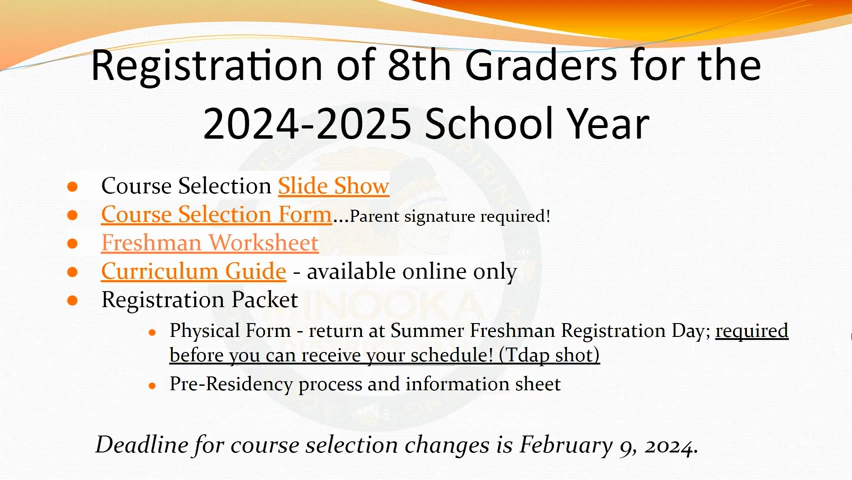 Registration of 8th Graders for the
2024-2025 School Year
● Course Selection Slide Show
● Course Selection Form...Parent signature required!
● Freshman Worksheet
● Curriculum Guide - available online only
● Registration Packet
● Physical Form - return at Summer Freshman Registration Day; required
before you can receive your schedule! (Tdap shot)
● Pre-Residency process and information sheet
MINOOKA
Deadline for course selection changes is February 9, 2024.